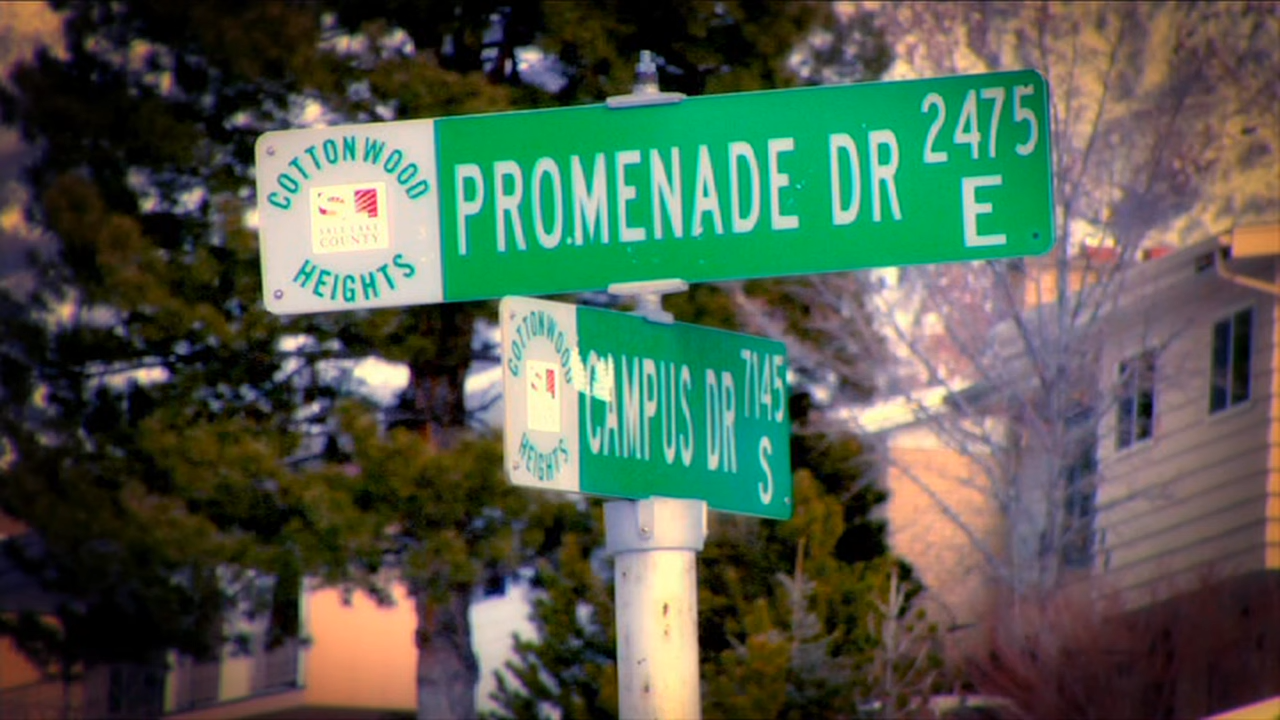 COTTONWOOD
SALT LAKE
COUNTY
HEIGHTS
PROMENADE DR 2475
E
COTTONWOOD
HEIGHTS
CAMPUS DR 7145
S